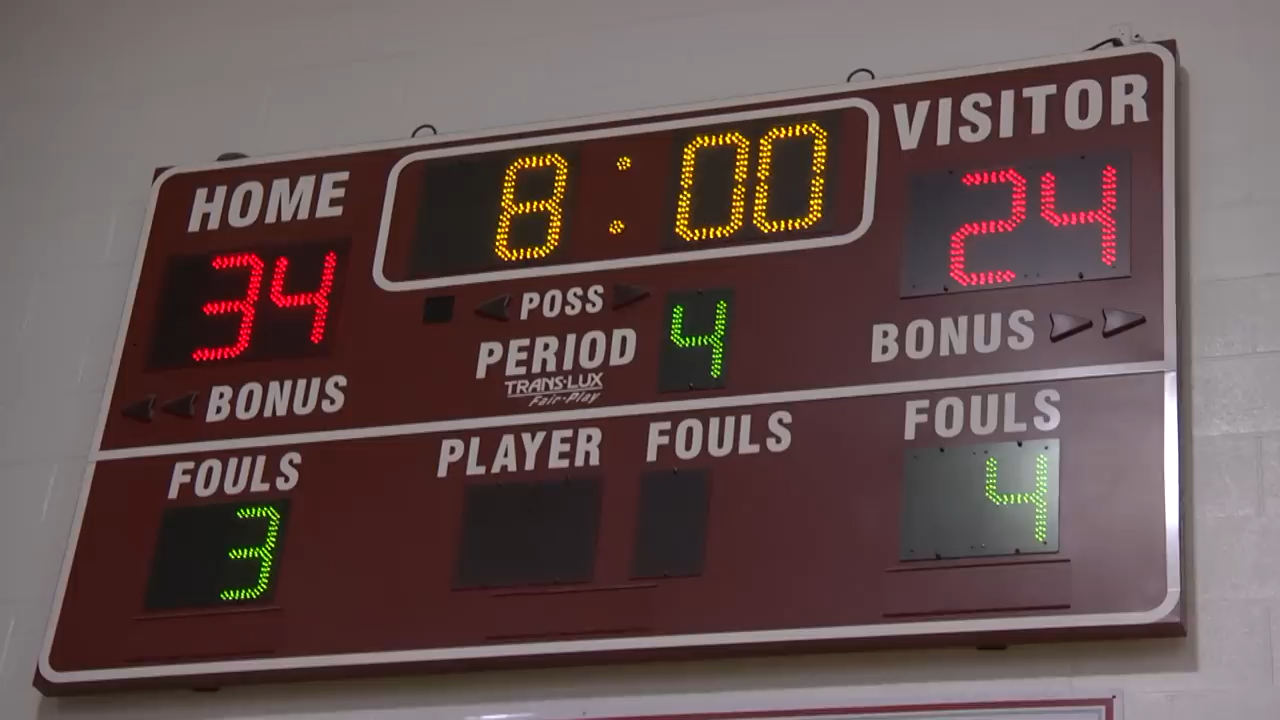 HOME 8:00 VISITOR
34 24
POSS
PERIOD 4
TRANS·LUX
Fair-Play
BONUS BONUS
FOULS PLAYER FOULS FOULS
3 4